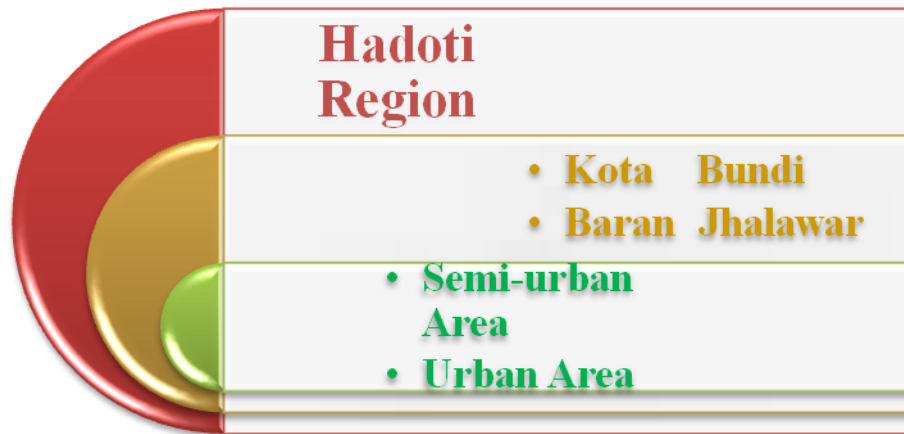 Hadoti
Region
• Kota Bundi
• Baran Jhalawar
• Semi-urban
Area
• Urban Area